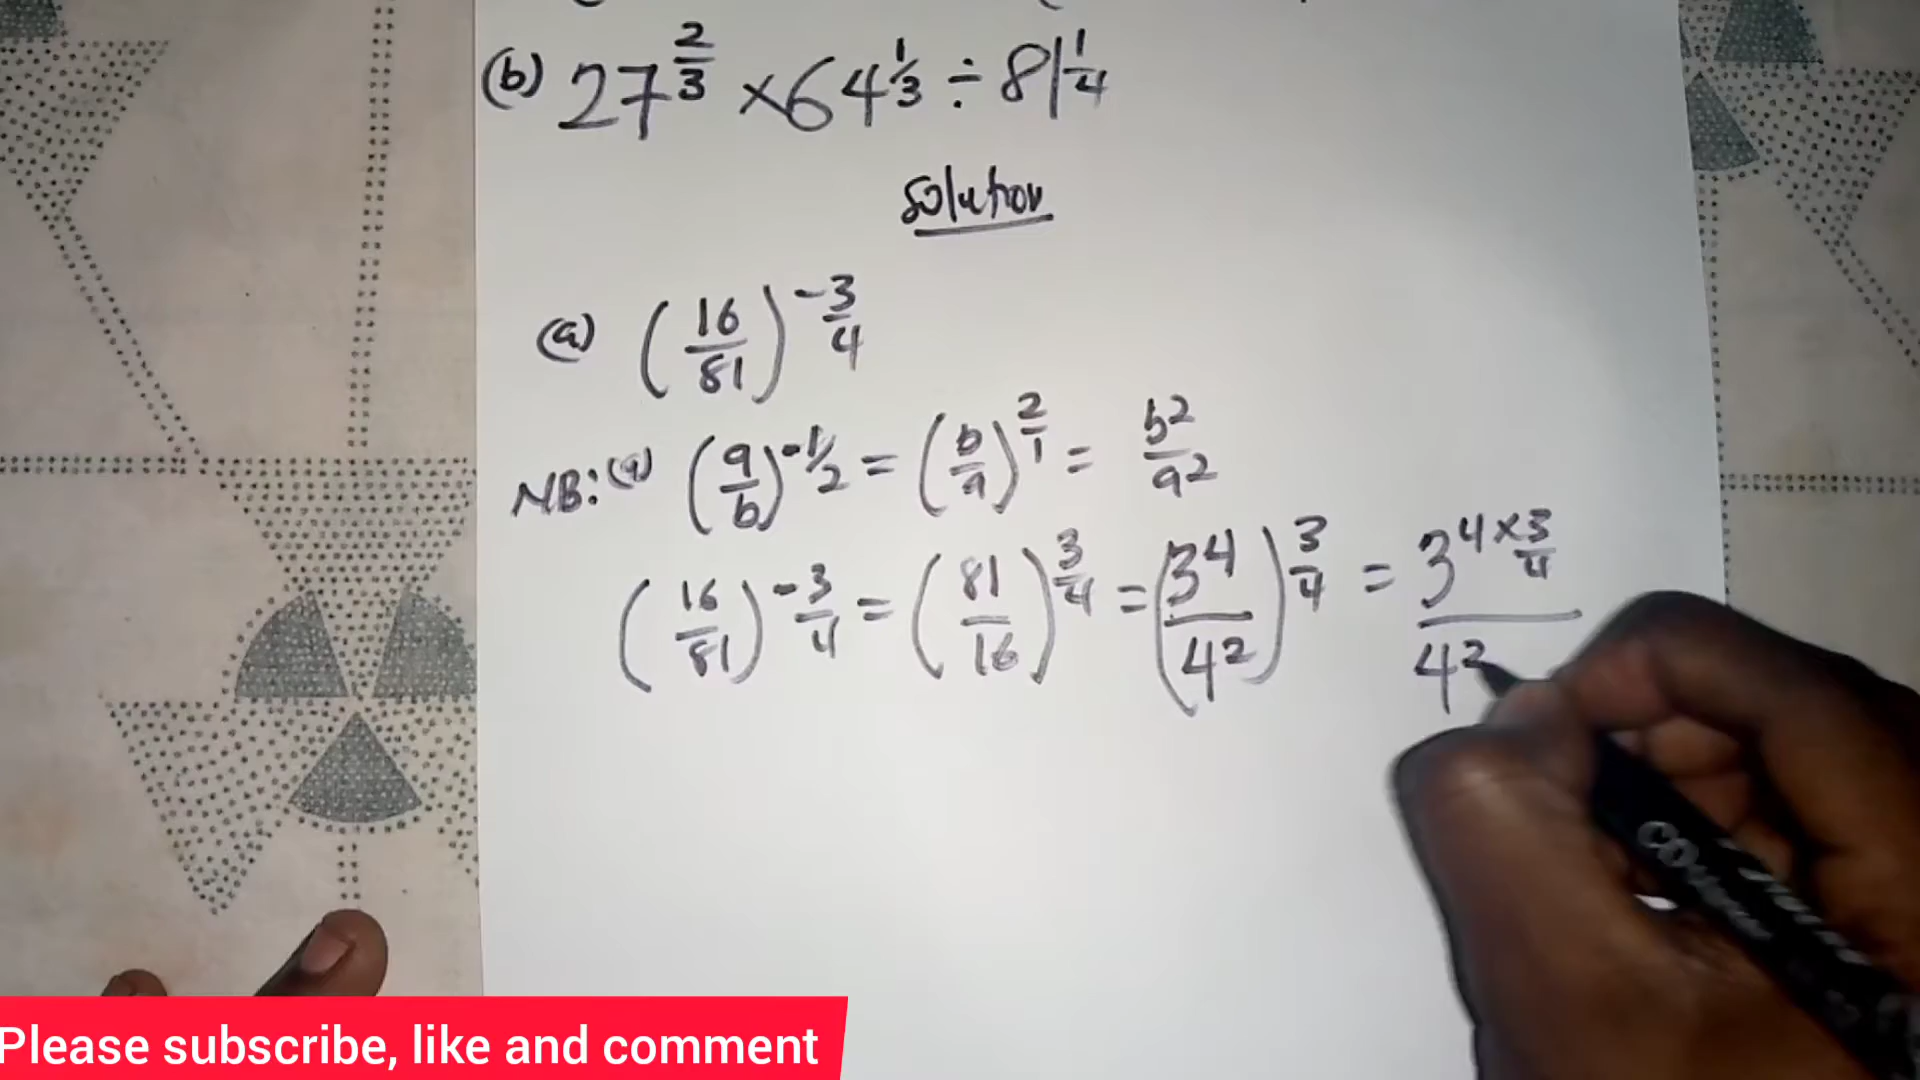 (b) 27^(2/3) × 64^(1/3) ÷ 81^(1/4)
Solution
(a) (16/81)^(-3/4)
NB: (a) (a/b)^(-1/2) = (b/a)^(2/1) = b²/a²
(16/81)^(-3/4) = (81/16)^(3/4) = (3⁴/4²)^(3/4) = 3^(4×3/4)/4²
Please subscribe, like and comment